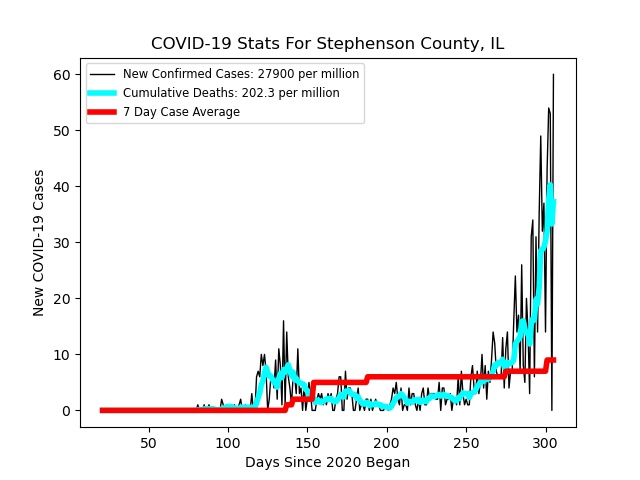 COVID-19 Stats For Stephenson County, IL
New Confirmed Cases: 27900 per million
Cumulative Deaths: 202.3 per million
7 Day Case Average
60
50
40
30
20
10
0
New COVID-19 Cases
50 100 150 200 250 300
Days Since 2020 Began